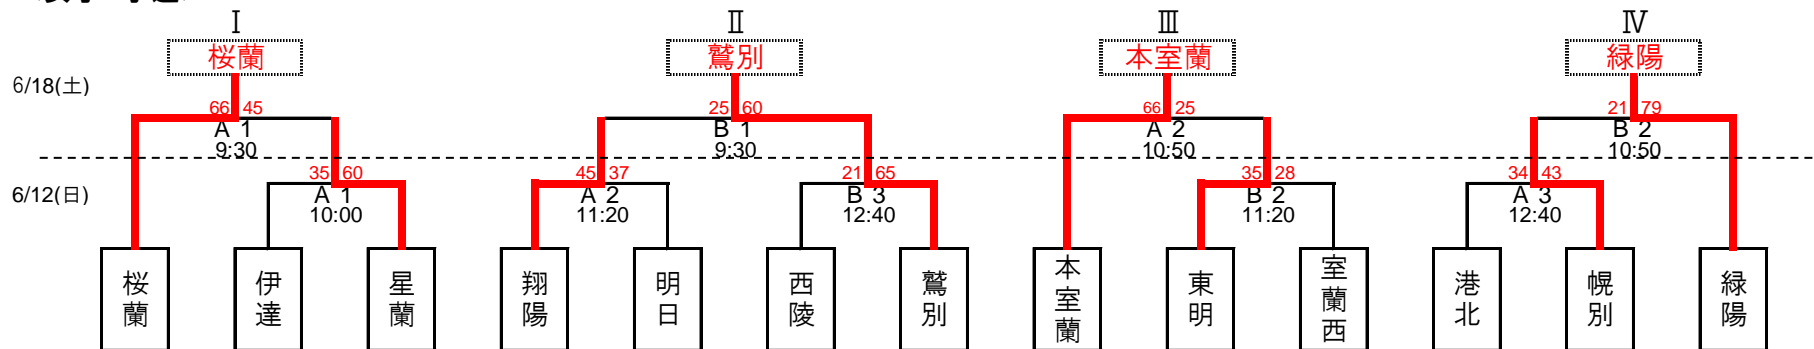 Ⅰ Ⅱ Ⅲ Ⅳ
桜蘭 鷲別 本室蘭 緑陽
6/18(土)
66 45 25 60 66 25 21 79
A 1 B 1 A 2 B 2
9:30 9:30 10:50 10:50
35 60 45 37 21 65 35 28 34 43
6/12(日)
A 1 A 2 B 3 B 2 A 3
10:00 11:20 12:40 11:20 12:40
桜蘭 伊達 星蘭 翔陽 明日 西陵 鷲別 本室蘭 東明 室蘭西 港北 幌別 緑陽